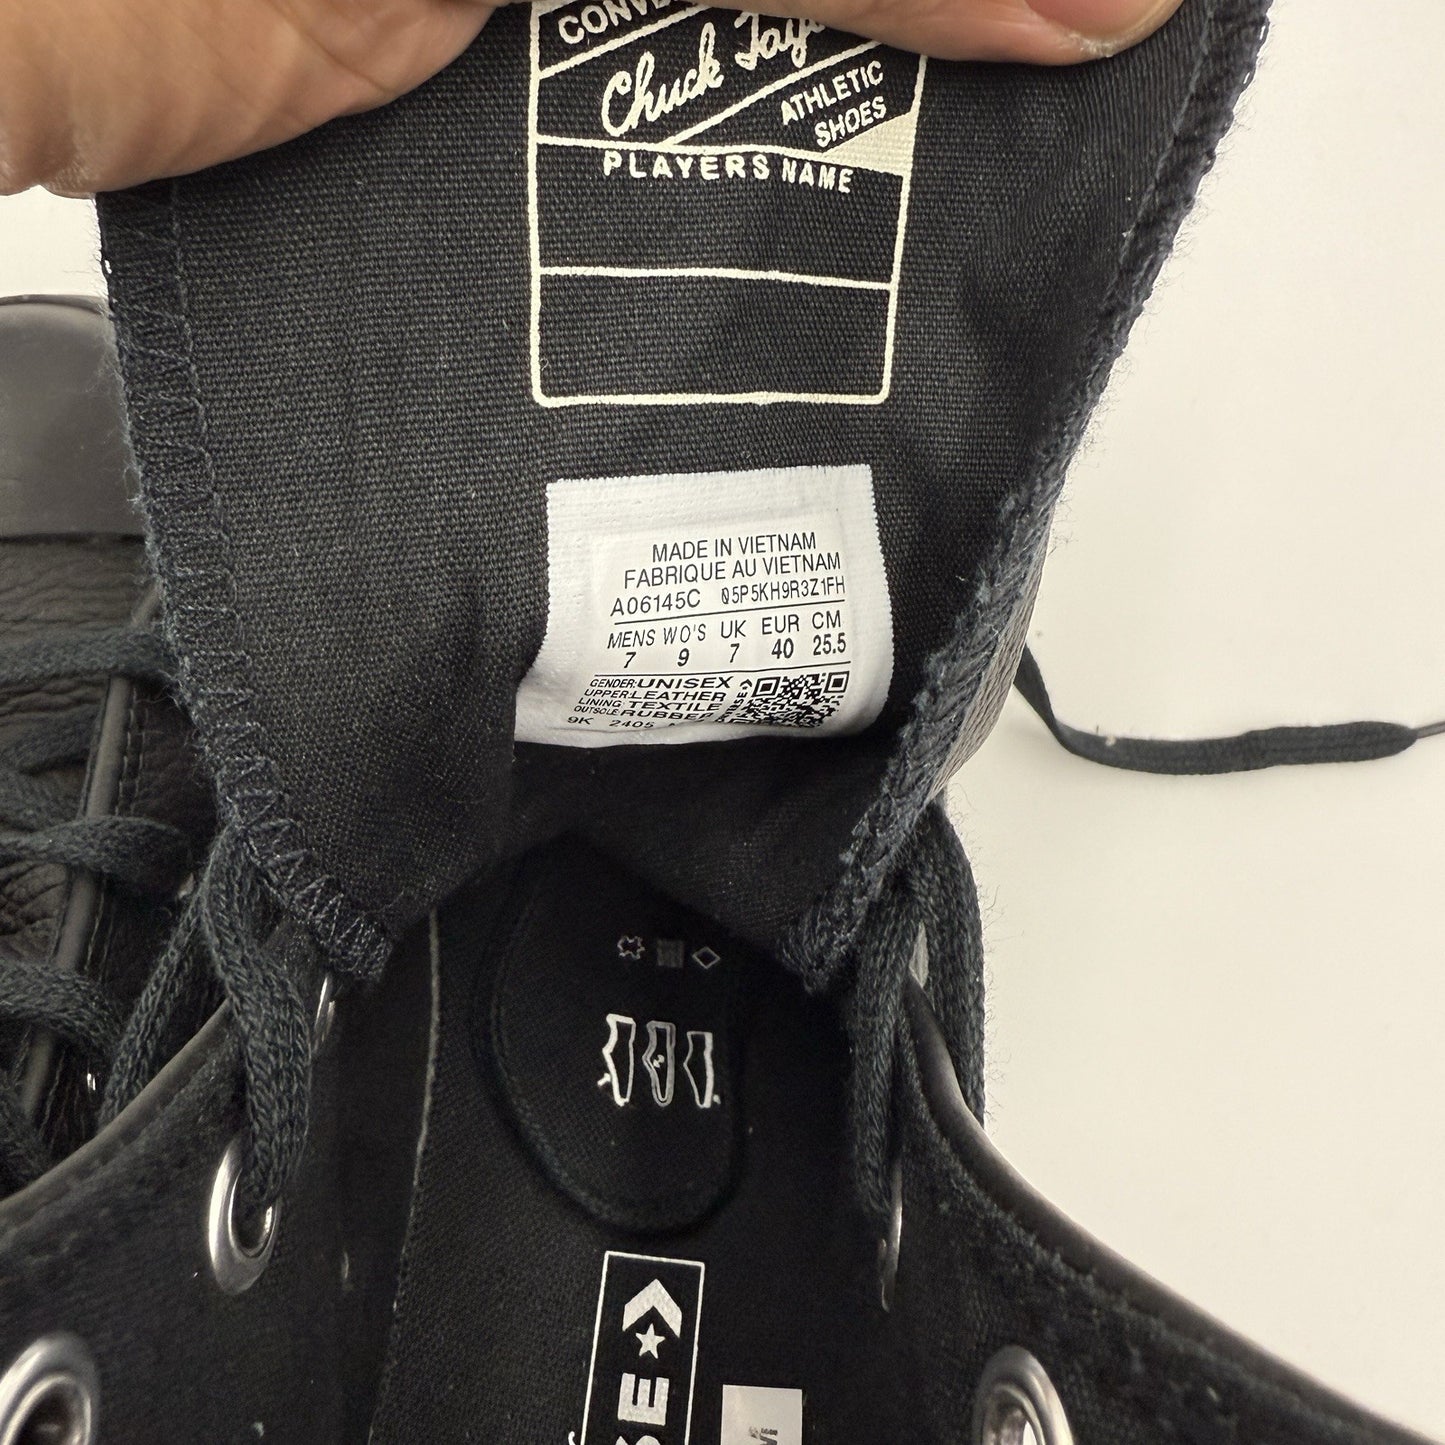 Chuck
ATHLETIC
SHOES
PLAYERS NAME
MADE IN VIETNAM
FABRIQUE AU VIETNAM
A06145C 05P5KH9R3Z1FH
MENS WO'S UK EUR CM
7 9 7 40 25.5
GENDER: UNISEX
UPPER: LEATHER
LINING TEXTILE
OUTSOLE: RUBBER
9K 2405